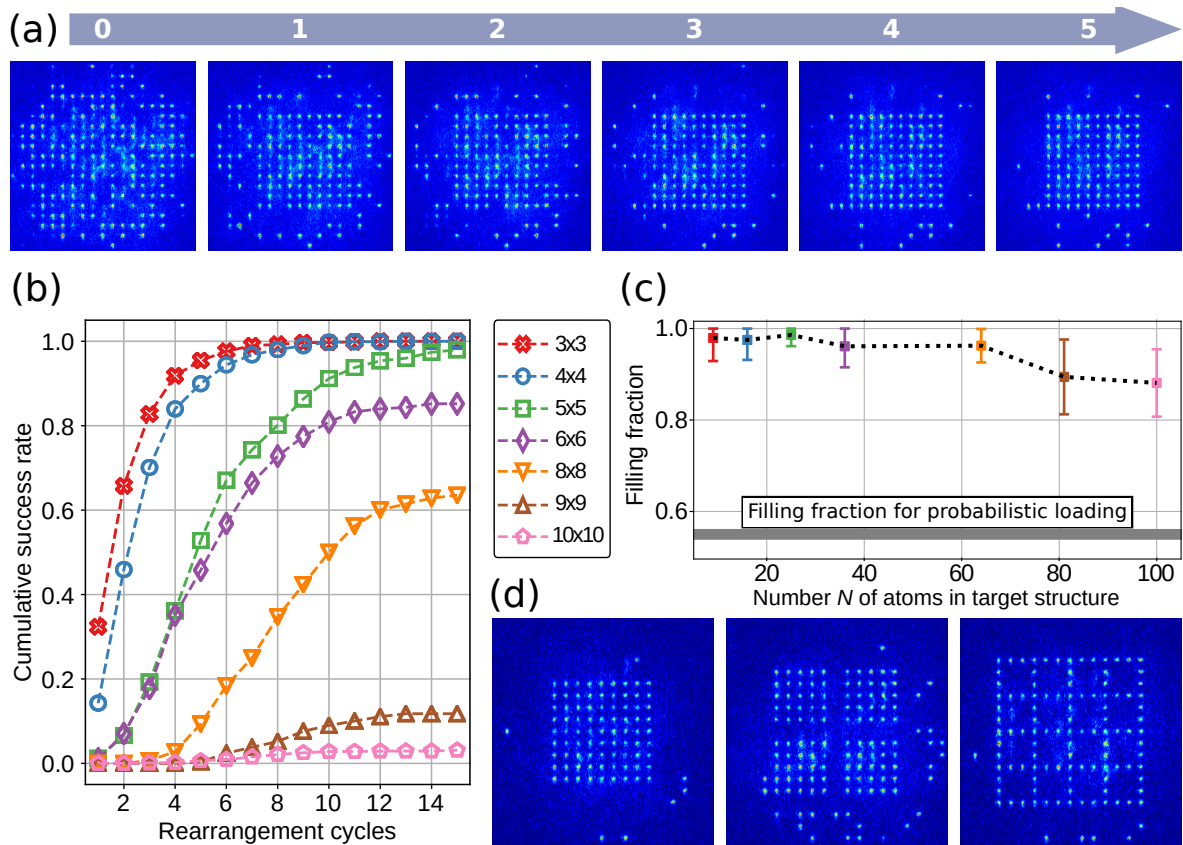 (a)
0 1 2 3 4 5
(b)
1.0
0.8
0.6
0.4
0.2
0.0
Cumulative success rate
2 4 6 8 10 12 14
Rearrangement cycles
3x3
4x4
5x5
6x6
8x8
9x9
10x10
(c)
1.0
0.8
0.6
Filling fraction
Filling fraction for probabilistic loading
20 40 60 80 100
Number N of atoms in target structure
(d)